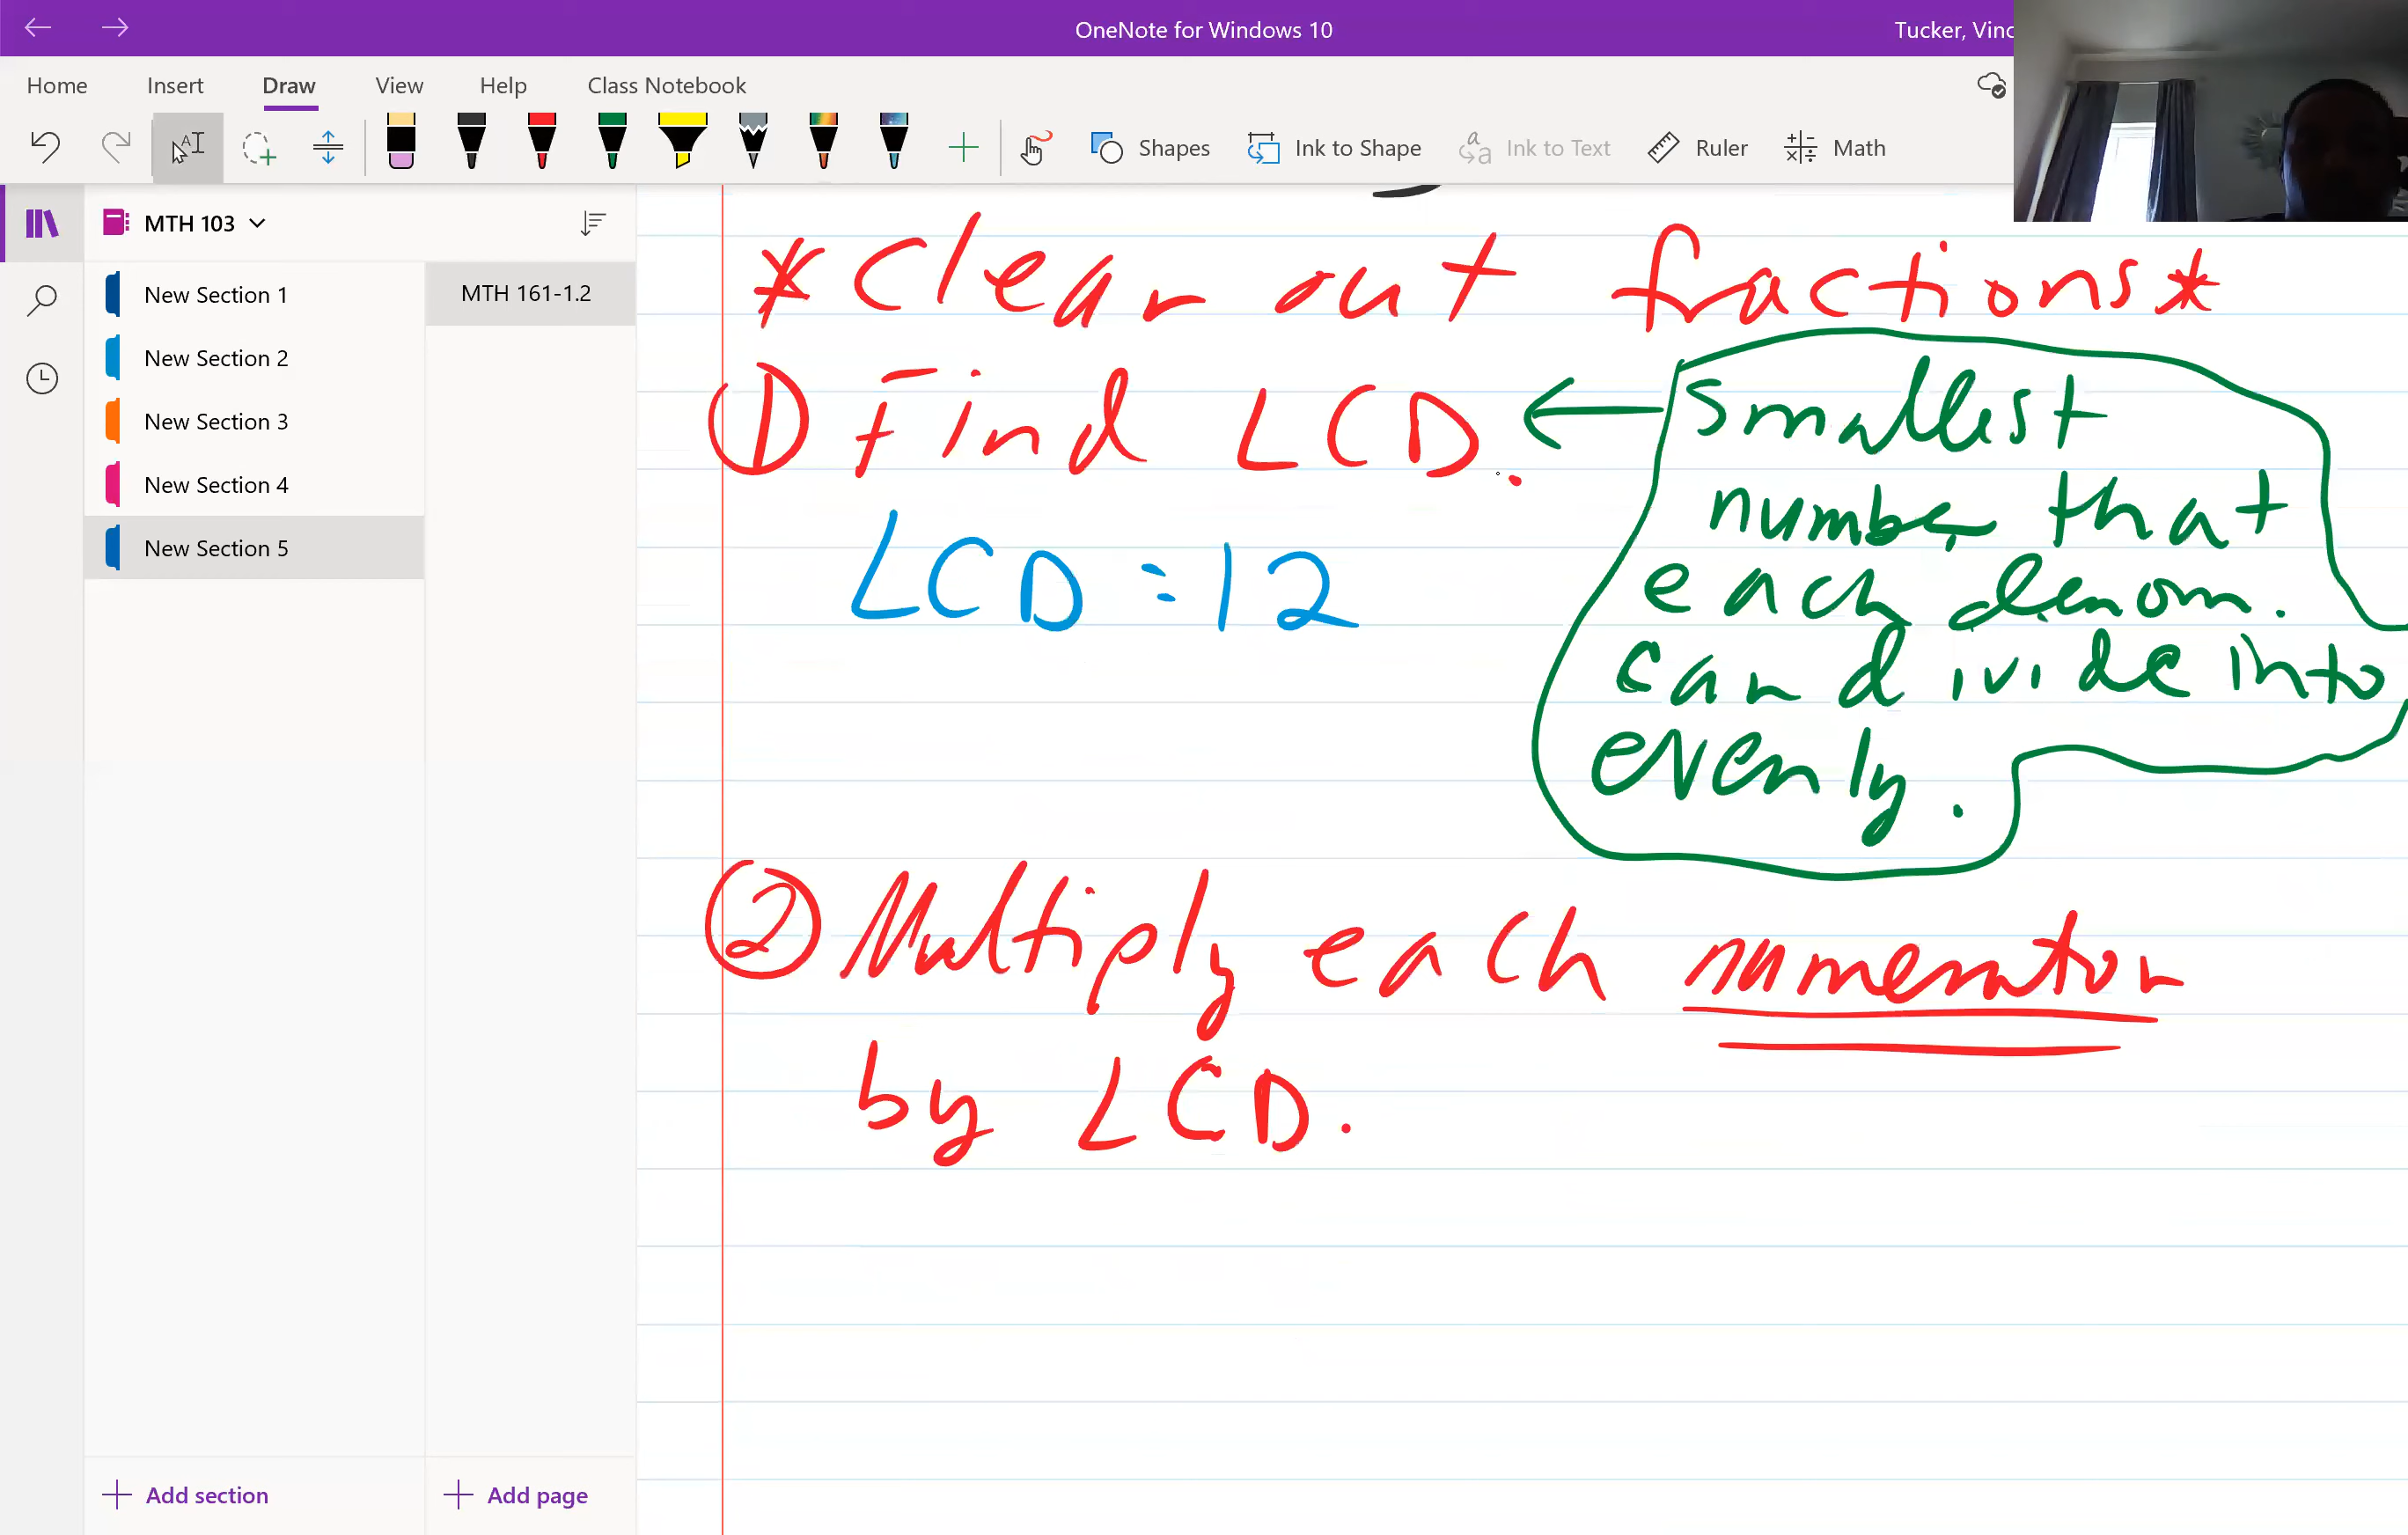 OneNote for Windows 10
Tucker, Vinc
Home Insert Draw View Help Class Notebook
Shapes Ink to Shape Ink to Text Ruler Math
MTH 103
New Section 1
New Section 2
New Section 3
New Section 4
New Section 5
MTH 161-1.2
Add section
Add page
*Clear out fractions*
① Find LCD.
LCD = 12
← smallest
number that
each denom.
can divide into
evenly.
② Multiply each numerator
by LCD.